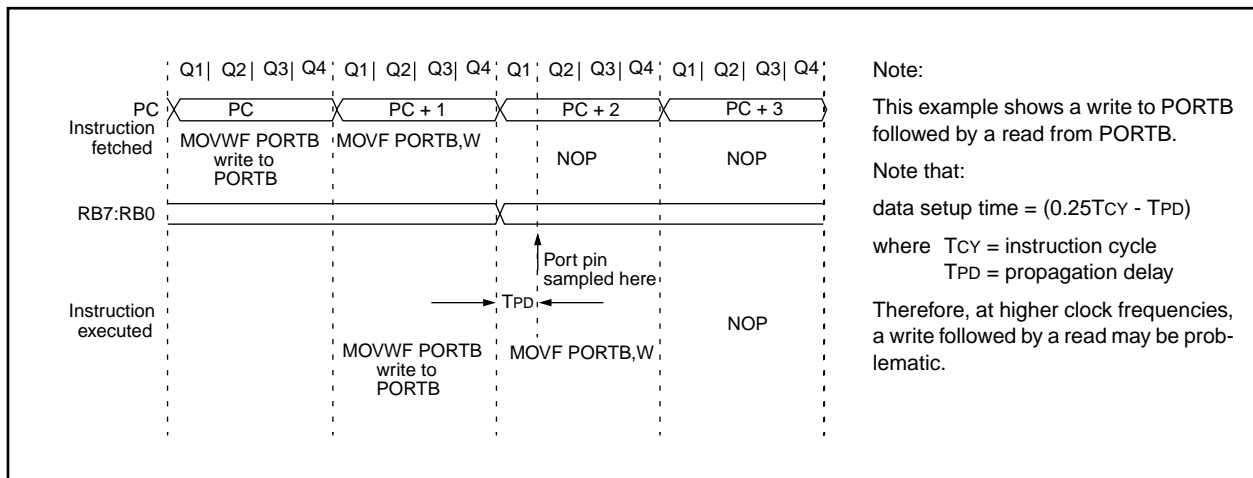 Q1| Q2| Q3| Q4 Q1| Q2| Q3| Q4 Q1| Q2| Q3| Q4 Q1| Q2| Q3| Q4
PC PC PC + 1 PC + 2 PC + 3
Instruction
fetched
MOVWF PORTB
write to
PORTB
MOVF PORTB,W
NOP
NOP
RB7:RB0
Port pin
sampled here
TPD
Instruction
executed
MOVWF PORTB
write to
PORTB
MOVF PORTB,W
NOP
Note:
This example shows a write to PORTB
followed by a read from PORTB.
Note that:
data setup time = (0.25TCY - TPD)
where TCY = instruction cycle
TPD = propagation delay
Therefore, at higher clock frequencies,
a write followed by a read may be prob-
lematic.